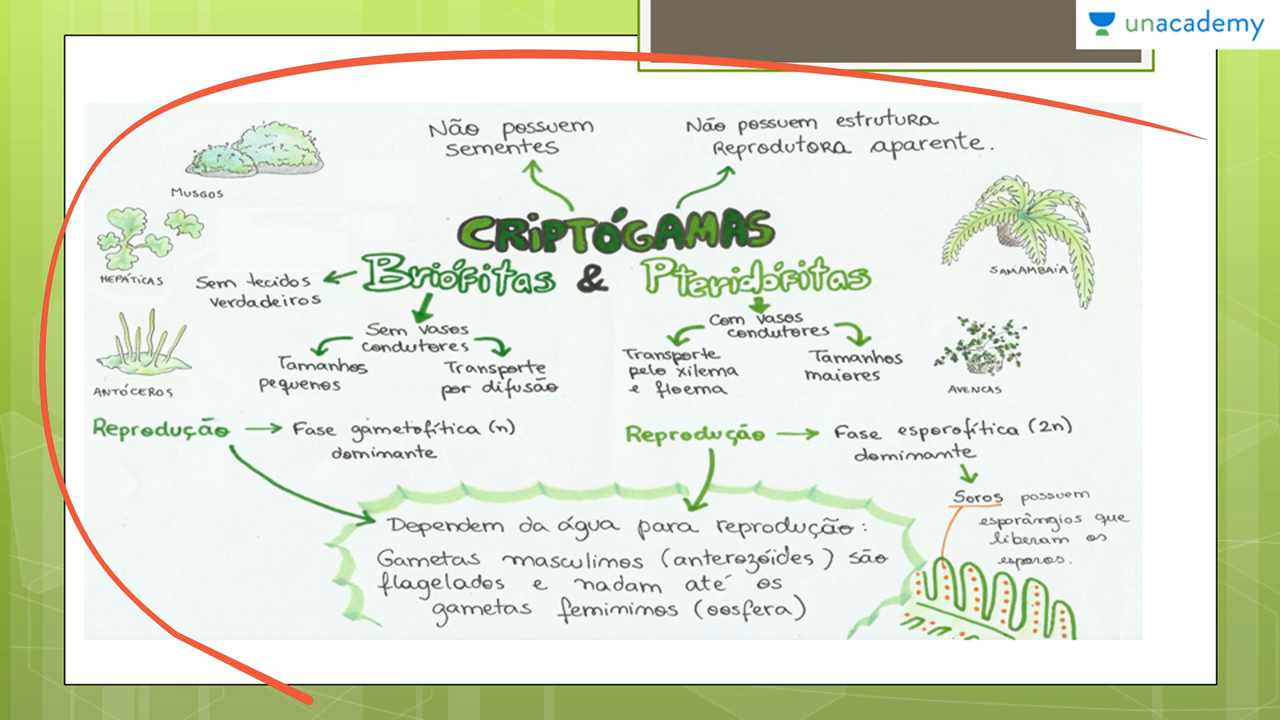 unacademy
Não possuem
sementes
Não possuem estrutura
Reprodutora aparente.
MUSGOS
CRIPTÓGAMAS
HEPÁTICAS
Sem tecidos
verdadeiros
Briófitas & Pteridófitas
SAMAMBAIA
Sem vasos
condutores
Tamanhos
pequenos
Transporte
por difusão
Com vasos
condutores
Transporte
pelo xilema
e floema
Tamanhos
maiores
ANTÓCEROS
AVENCAS
Reprodução → Fase gametofítica (n)
dominante
Reprodução → Fase esporofítica (2n)
dominante
Soros possuem
esporângios que
liberam os
esporos.
Dependem da água para reprodução:
Gametas masculinos (anterozóides) são
flagelados e nadam até os
gametas femininos (oosfera)